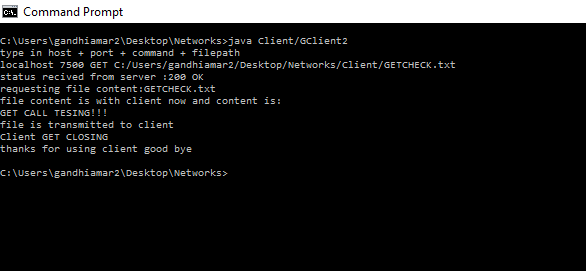 Command Prompt
C:\Users\gandhiamar2\Desktop\Networks>java Client/GClient2
type in host + port + command + filepath
localhost 7500 GET C:/Users/gandhiamar2/Desktop/Networks/Client/GETCHECK.txt
status recived from server :200 OK
requesting file content:GETCHECK.txt
file content is with client now and content is:
GET CALL TESING!!!
file is transmitted to client
Client GET CLOSING
thanks for using client good bye
C:\Users\gandhiamar2\Desktop\Networks>